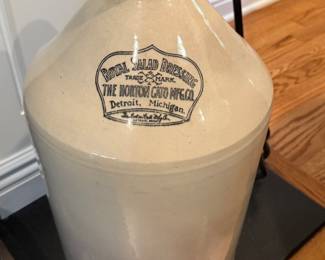 ROYAL SALAD DRESSING
TRADE MARK.
THE HORTON CATO MFG. CO.
Detroit, Michigan.